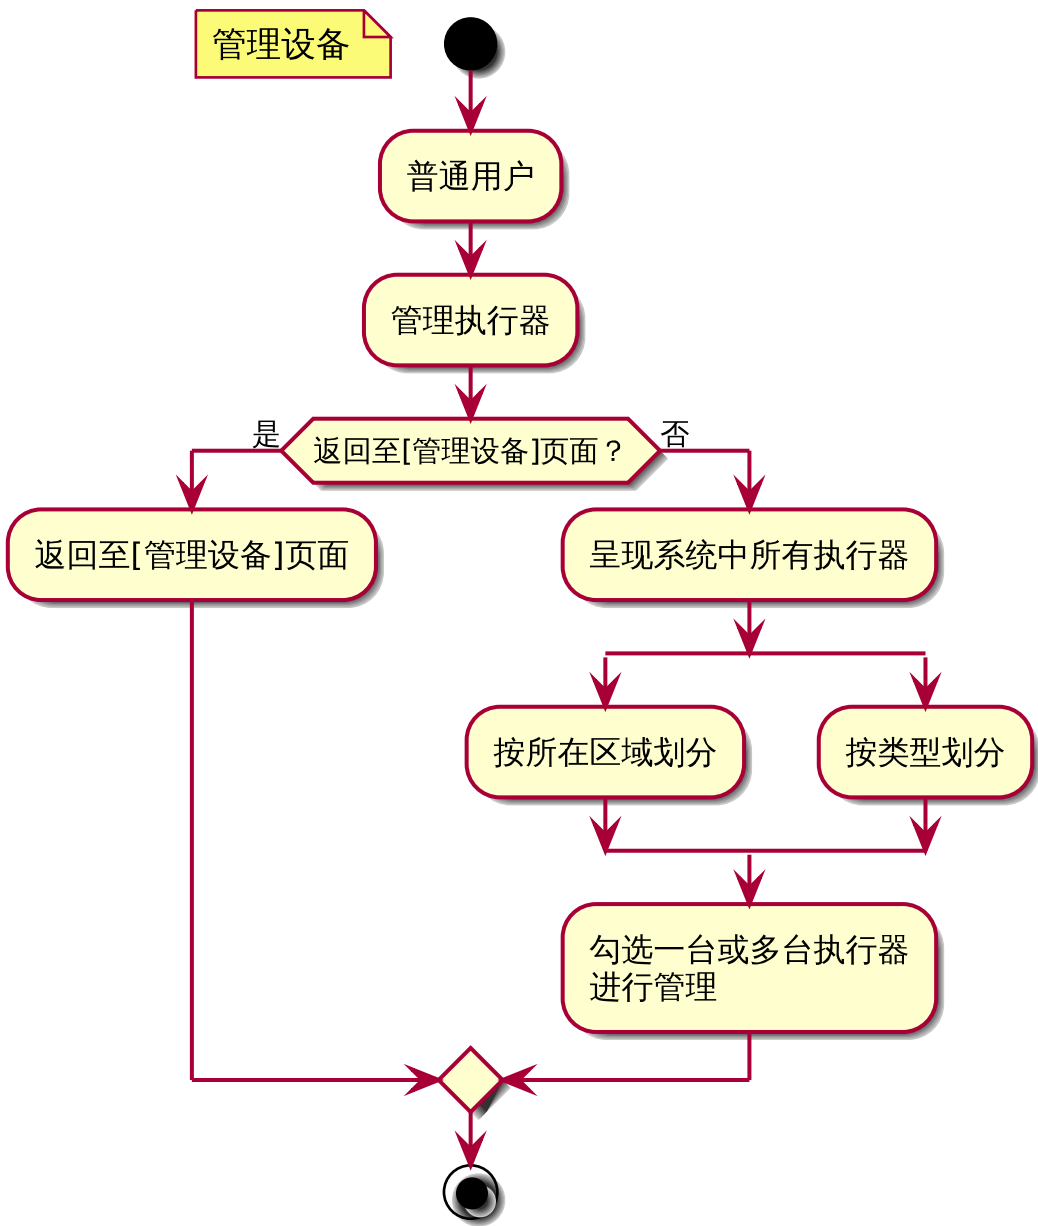 管理设备
普通用户
管理执行器
返回至[管理设备]页面？
是
否
返回至[管理设备]页面
呈现系统中所有执行器
按所在区域划分
按类型划分
勾选一台或多台执行器
进行管理